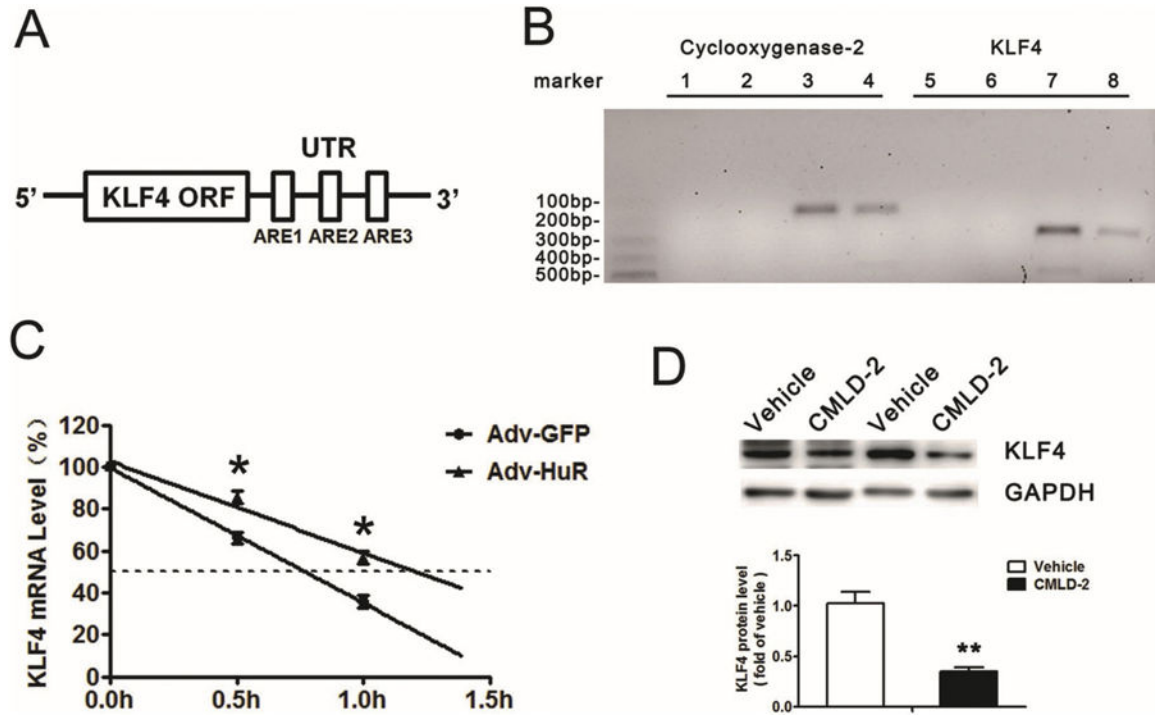 A
UTR
5' KLF4 ORF 3'
ARE1 ARE2 ARE3
B
Cyclooxygenase-2 KLF4
marker 1 2 3 4 5 6 7 8
100bp-
200bp-
300bp-
400bp-
500bp-
C
KLF4 mRNA Level (%)
120
100
80
60
40
20
0
0.0h 0.5h 1.0h 1.5h
* *
Adv-GFP
Adv-HuR
D
Vehicle CMLD-2 Vehicle CMLD-2
KLF4
GAPDH
KLF4 protein level
( fold of vehicle )
1.5
1.0
0.5
0.0
**
Vehicle
CMLD-2